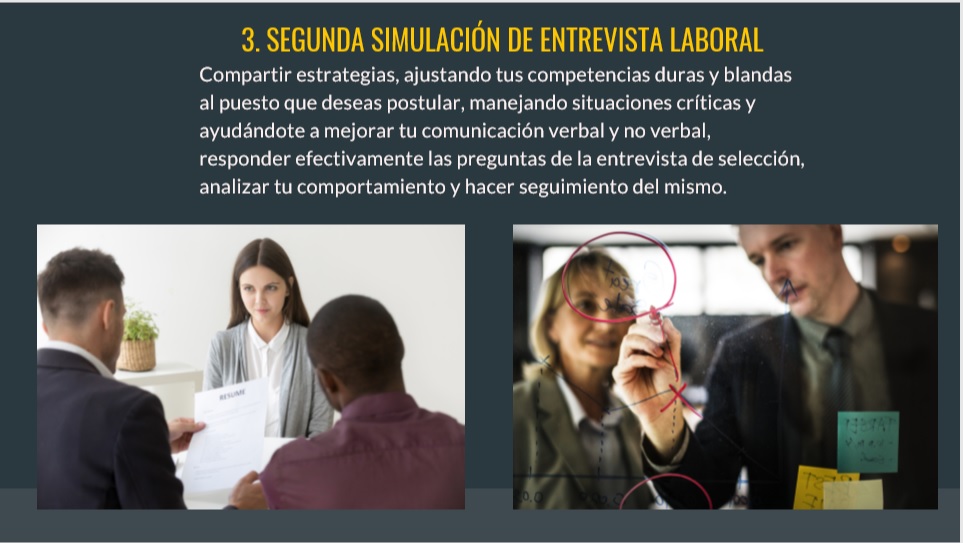 3. SEGUNDA SIMULACIÓN DE ENTREVISTA LABORAL
Compartir estrategias, ajustando tus competencias duras y blandas
al puesto que deseas postular, manejando situaciones críticas y
ayudándote a mejorar tu comunicación verbal y no verbal,
responder efectivamente las preguntas de la entrevista de selección,
analizar tu comportamiento y hacer seguimiento del mismo.
RESUME